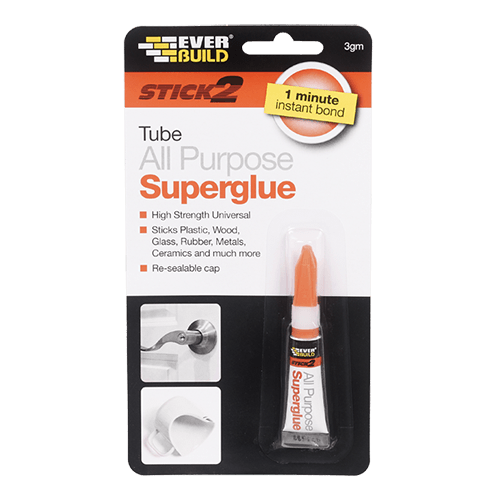 EVER
BUILD
3gm
STICK2
1 minute
instant bond
Tube
All Purpose
Superglue
High Strength Universal
Sticks Plastic, Wood,
Glass, Rubber, Metals,
Ceramics and much more
Re-sealable cap
EVER
BUILD
STICK2
All Purpose
Superglue